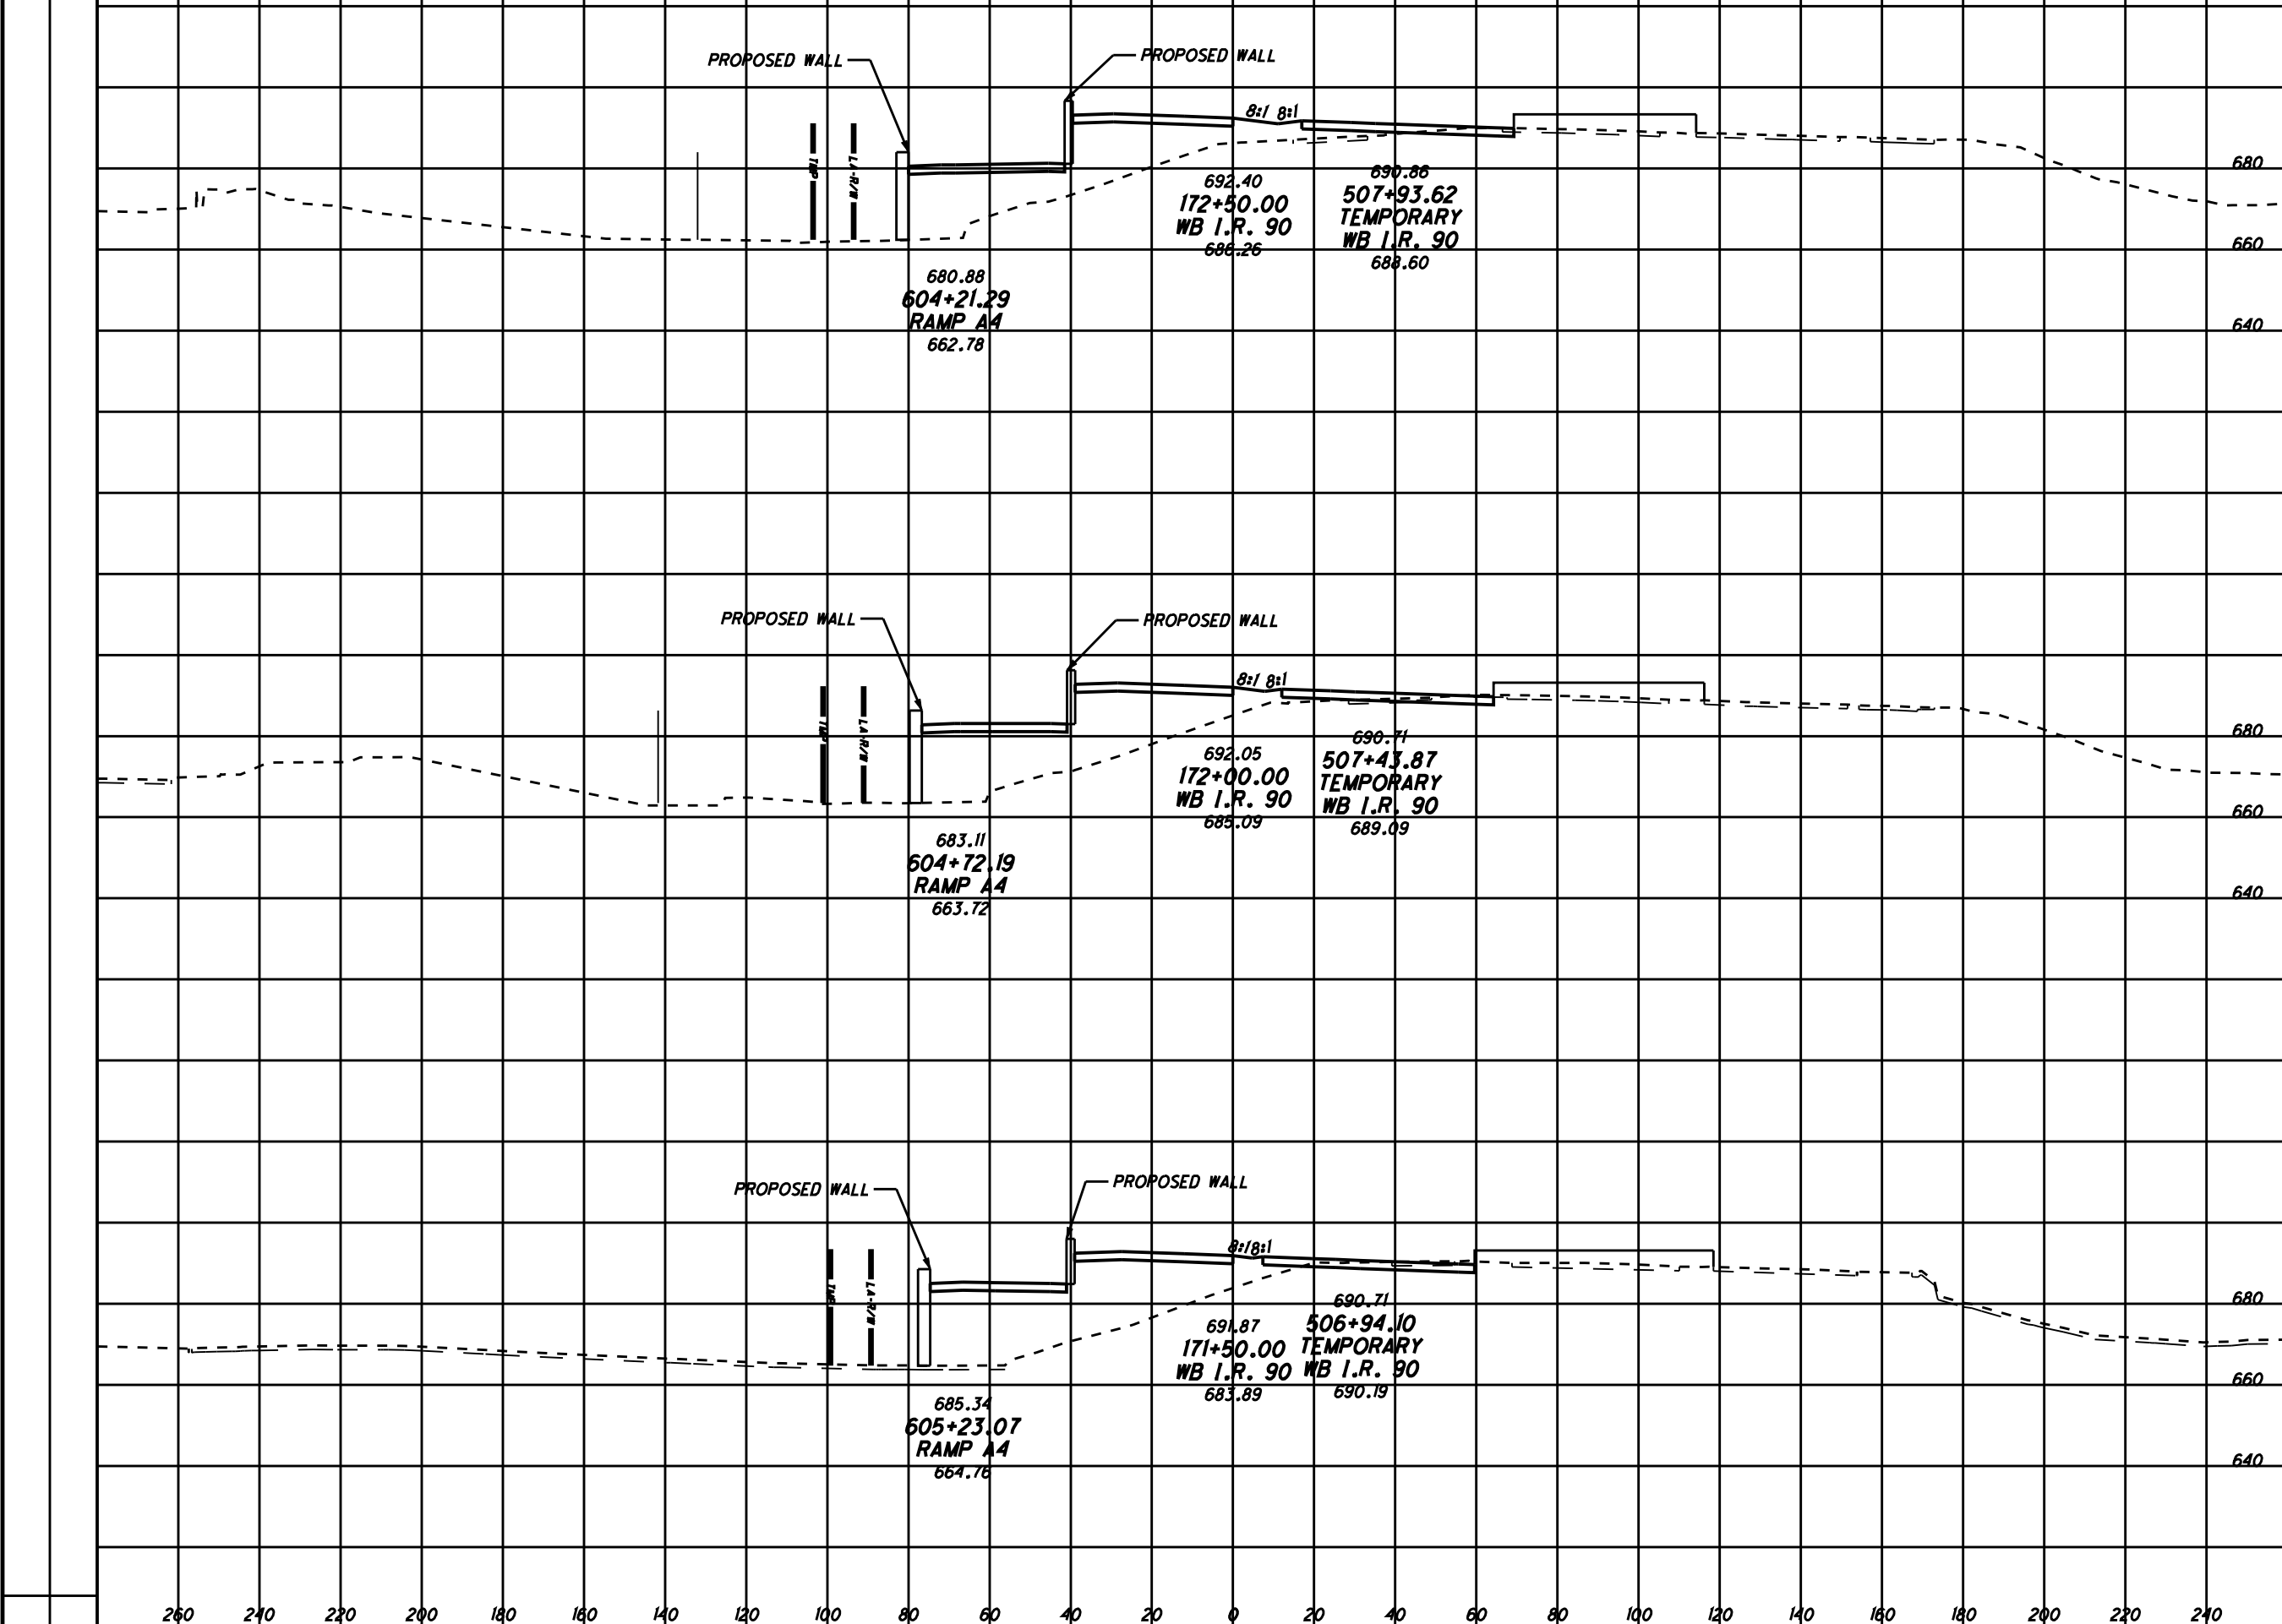 PROPOSED WALL
PROPOSED WALL
8:1 8:1
TMP
LA-R/W
680
692.40
172+50.00
WB I.R. 90
686.26
690.86
507+93.62
TEMPORARY
WB I.R. 90
688.60
660
680.88
604+21.29
RAMP A4
662.78
640
PROPOSED WALL
PROPOSED WALL
8:1 8:1
TMP
LA-R/W
680
692.05
172+00.00
WB I.R. 90
685.09
690.71
507+43.87
TEMPORARY
WB I.R. 90
689.09
660
683.11
604+72.19
RAMP A4
663.72
640
PROPOSED WALL
PROPOSED WALL
8:1 8:1
TMP
LA-R/W
680
691.87
171+50.00
WB I.R. 90
683.89
690.71
506+94.10
TEMPORARY
WB I.R. 90
690.19
660
685.34
605+23.07
RAMP A4
664.76
640
260 240 220 200 180 160 140 120 100 80 60 40 20 0 20 40 60 80 100 120 140 160 180 200 220 240